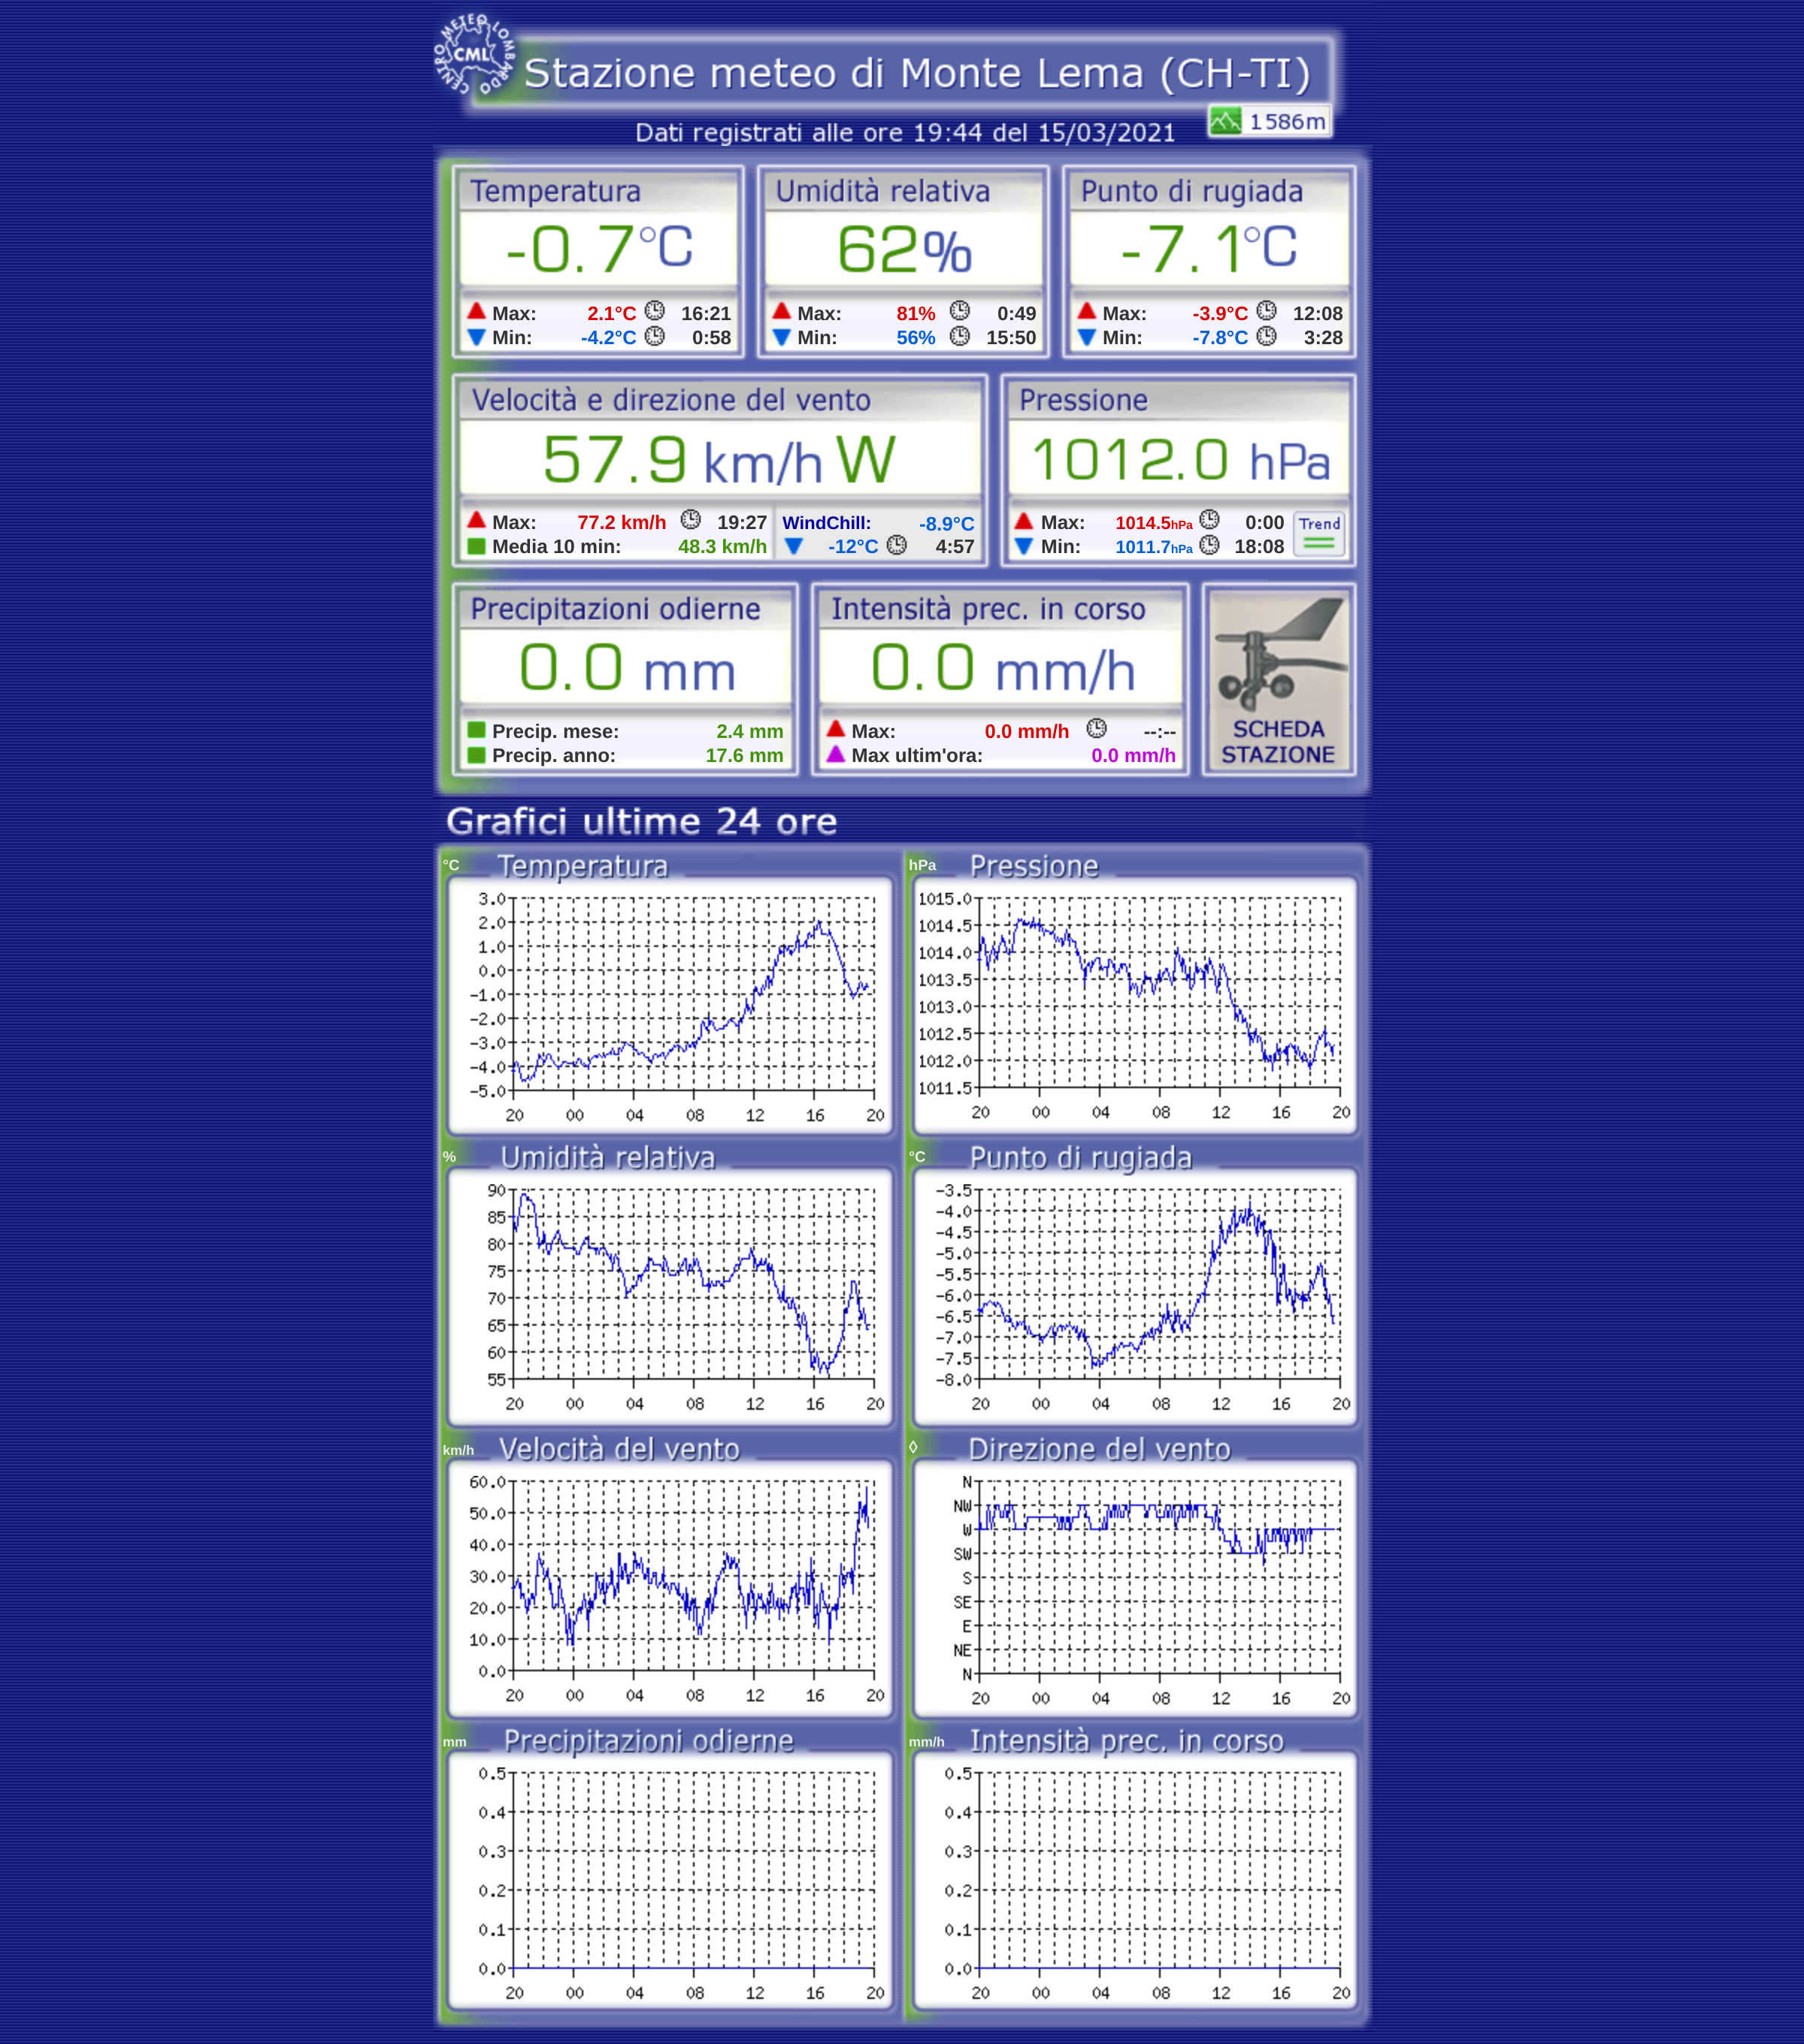 CENTRO METEO LOMBARDO
CML
Stazione meteo di Monte Lema (CH-TI)
1586m
Dati registrati alle ore 19:44 del 15/03/2021
Temperatura
-0.7°C
Max: 2.1°C 16:21
Min: -4.2°C 0:58
Umidità relativa
62%
Max: 81% 0:49
Min: 56% 15:50
Punto di rugiada
-7.1°C
Max: -3.9°C 12:08
Min: -7.8°C 3:28
Velocità e direzione del vento
57.9 km/h W
Max: 77.2 km/h 19:27
Media 10 min: 48.3 km/h
WindChill: -8.9°C
-12°C 4:57
Pressione
1012.0 hPa
Max: 1014.5hPa 0:00
Min: 1011.7hPa 18:08
Trend
Precipitazioni odierne
0.0 mm
Precip. mese: 2.4 mm
Precip. anno: 17.6 mm
Intensità prec. in corso
0.0 mm/h
Max: 0.0 mm/h --:--
Max ultim'ora: 0.0 mm/h
SCHEDA
STAZIONE
Grafici ultime 24 ore
°C Temperatura
3.0
2.0
1.0
0.0
-1.0
-2.0
-3.0
-4.0
-5.0
20 00 04 08 12 16 20
hPa Pressione
1015.0
1014.5
1014.0
1013.5
1013.0
1012.5
1012.0
1011.5
20 00 04 08 12 16 20
% Umidità relativa
90
85
80
75
70
65
60
55
20 00 04 08 12 16 20
°C Punto di rugiada
-3.5
-4.0
-4.5
-5.0
-5.5
-6.0
-6.5
-7.0
-7.5
-8.0
20 00 04 08 12 16 20
km/h Velocità del vento
60.0
50.0
40.0
30.0
20.0
10.0
0.0
20 00 04 08 12 16 20
◊ Direzione del vento
N
NW
W
SW
S
SE
E
NE
N
20 00 04 08 12 16 20
mm Precipitazioni odierne
0.5
0.4
0.3
0.2
0.1
0.0
20 00 04 08 12 16 20
mm/h Intensità prec. in corso
0.5
0.4
0.3
0.2
0.1
0.0
20 00 04 08 12 16 20